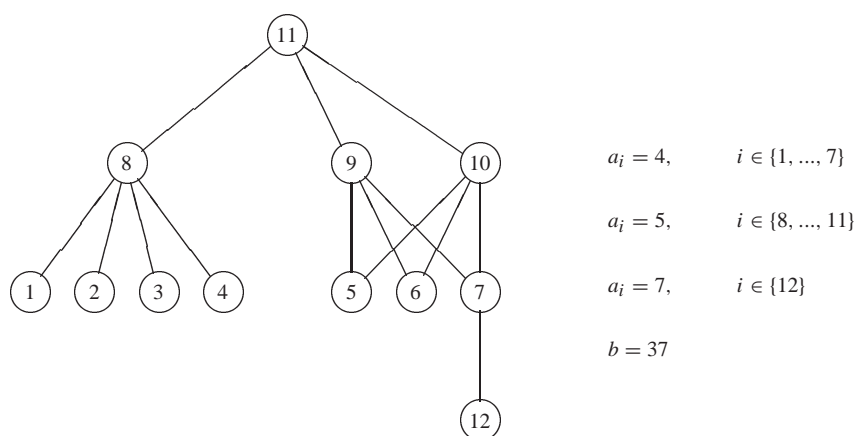 11
8 9 10
a_i = 4, i ∈ {1, ..., 7}
a_i = 5, i ∈ {8, ..., 11}
1 2 3 4 5 6 7
a_i = 7, i ∈ {12}
b = 37
12